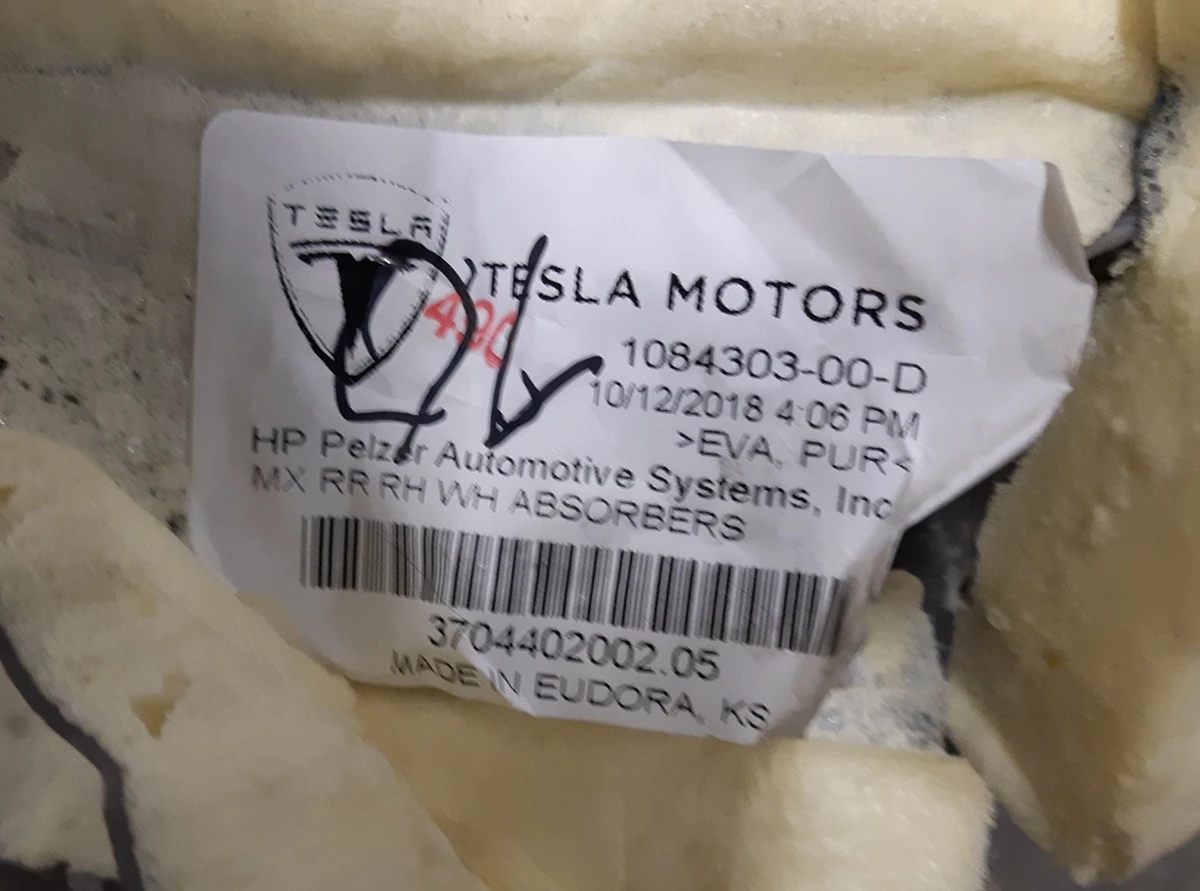 TESLA
TESLA MOTORS
1084303-00-D
10/12/2018 4:06 PM
>EVA, PUR<
HP Pelzer Automotive Systems, Inc
MX RR RH WH ABSORBERS
3704402002.05
MADE IN EUDORA, KS